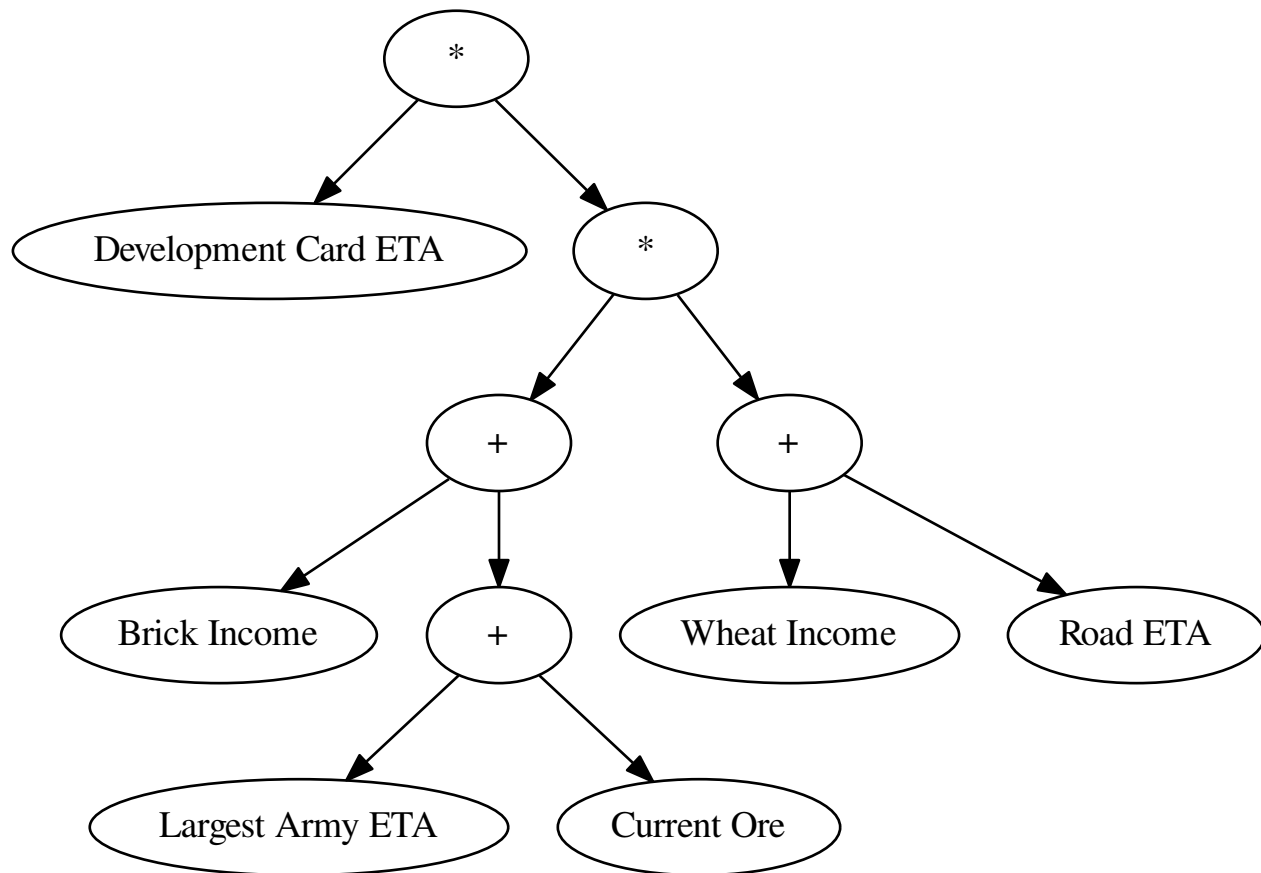 *
Development Card ETA
*
+
+
Brick Income
+
Wheat Income
Road ETA
Largest Army ETA
Current Ore